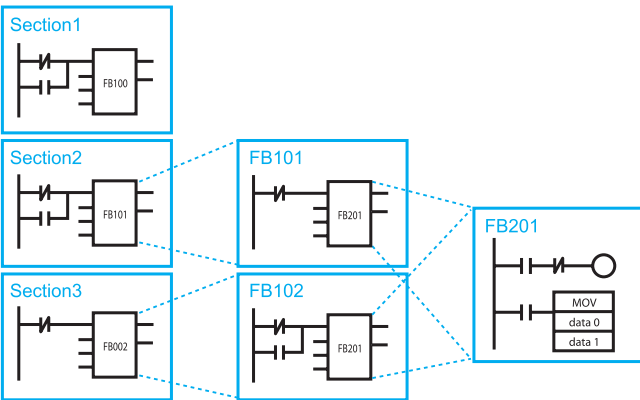 Section1
FB100
Section2
FB101
FB101
FB201
Section3
FB002
FB102
FB201
FB201
MOV
data 0
data 1